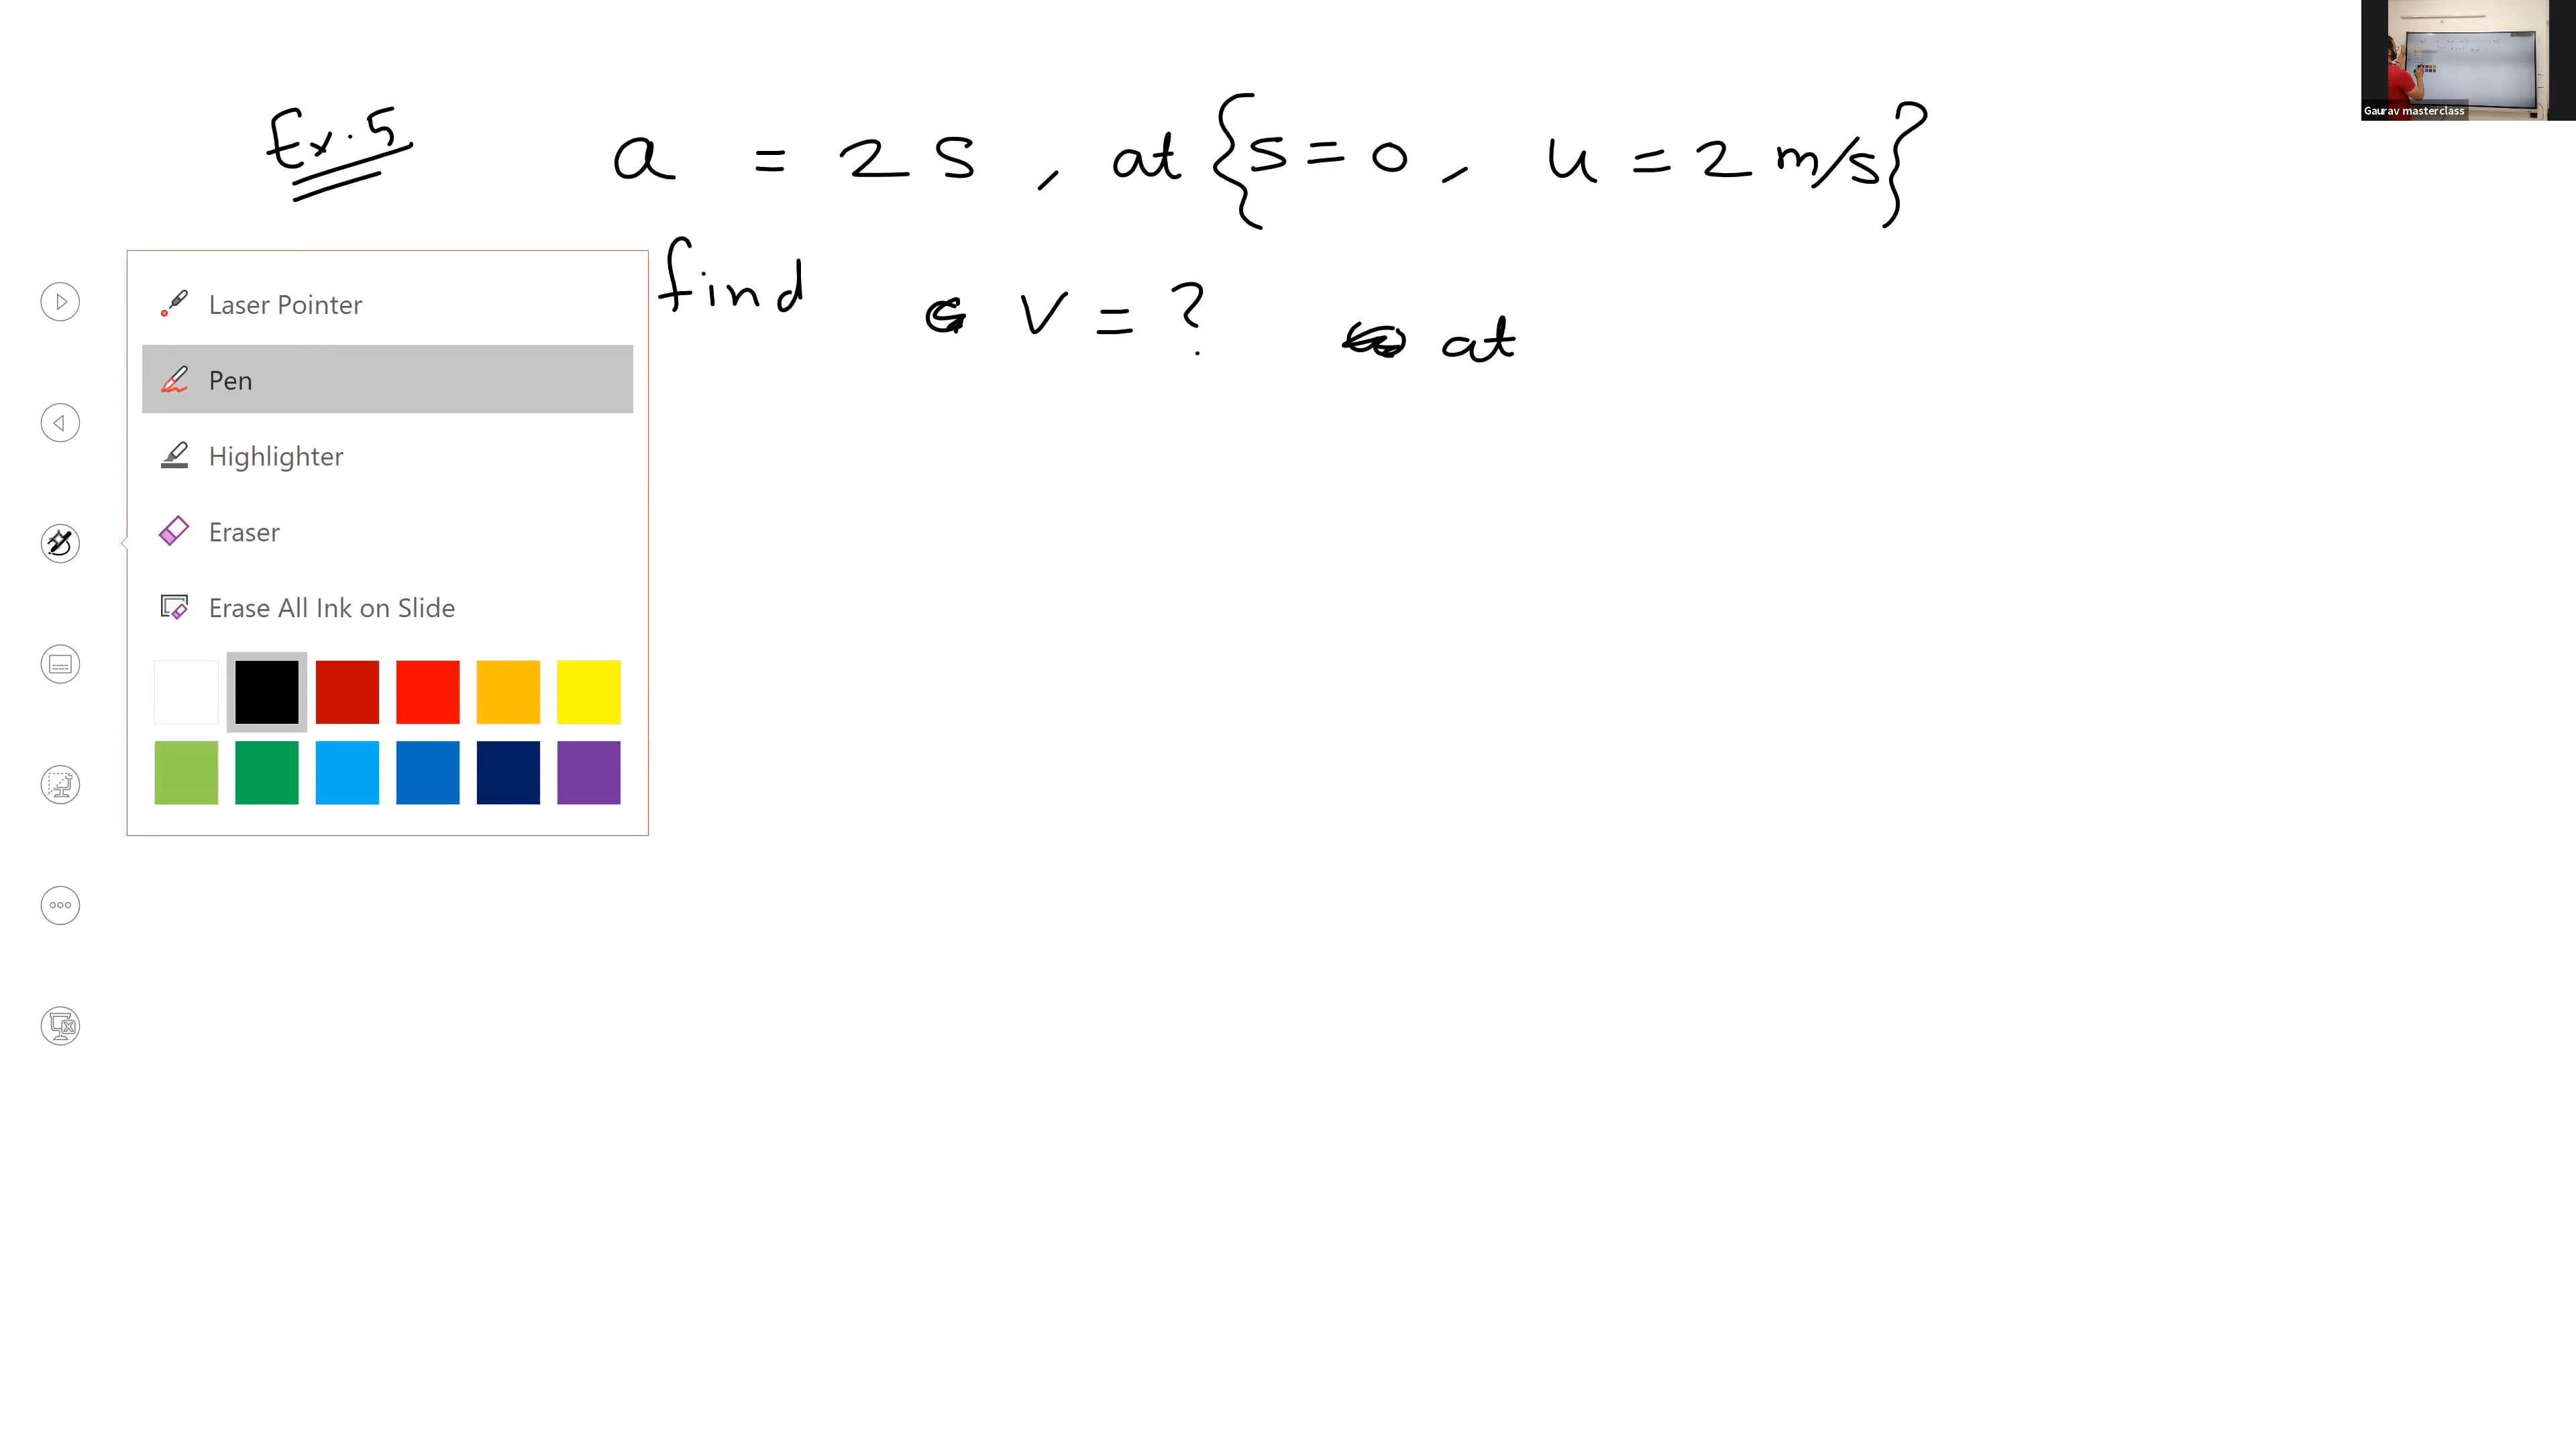 Ex.5 a = 2 s , at {s = 0 , u = 2 m/s}
find v = ? at
Laser Pointer
Pen
Highlighter
Eraser
Erase All Ink on Slide
Gaurav masterclass